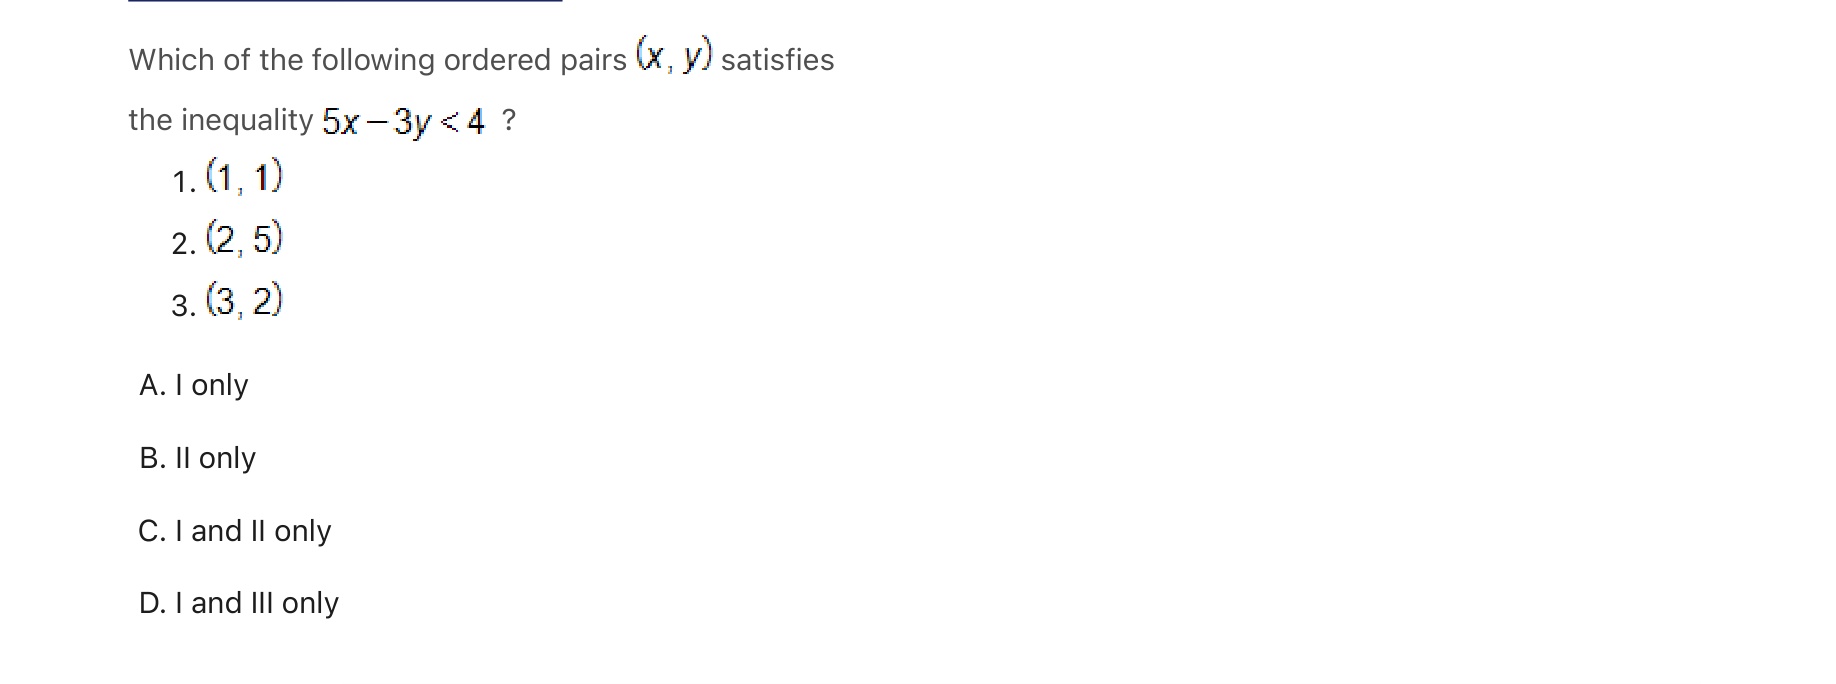 Which of the following ordered pairs (x, y) satisfies
the inequality 5x – 3y < 4 ?
1. (1, 1)
2. (2, 5)
3. (3, 2)
A. I only
B. II only
C. I and II only
D. I and III only